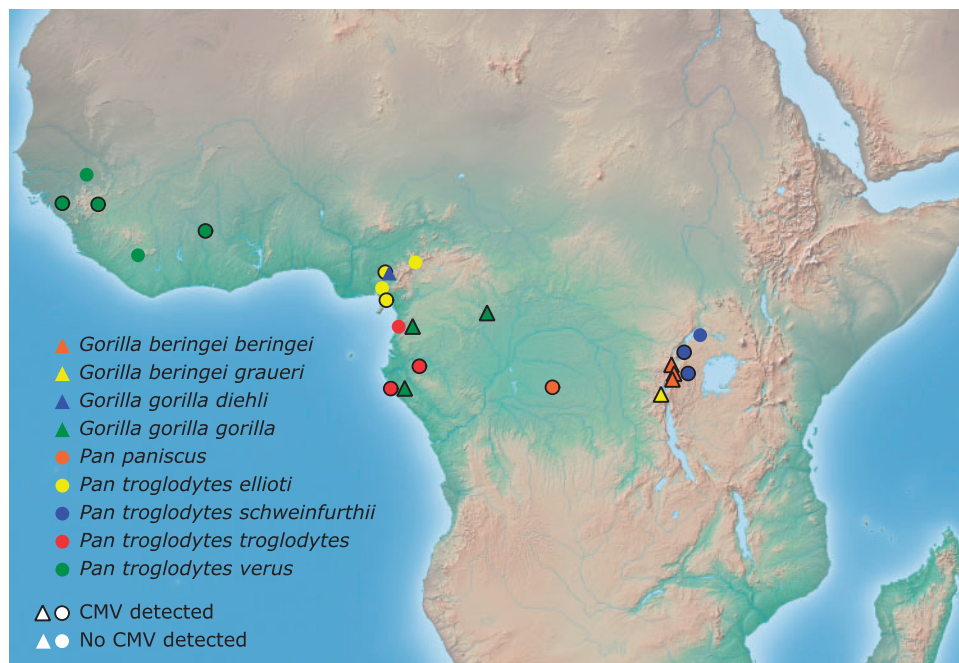 Gorilla beringei beringei
Gorilla beringei graueri
Gorilla gorilla diehli
Gorilla gorilla gorilla
Pan paniscus
Pan troglodytes ellioti
Pan troglodytes schweinfurthii
Pan troglodytes troglodytes
Pan troglodytes verus
CMV detected
No CMV detected